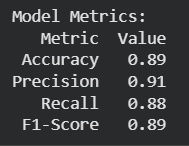 Model Metrics:
Metric Value
Accuracy 0.89
Precision 0.91
Recall 0.88
F1-Score 0.89